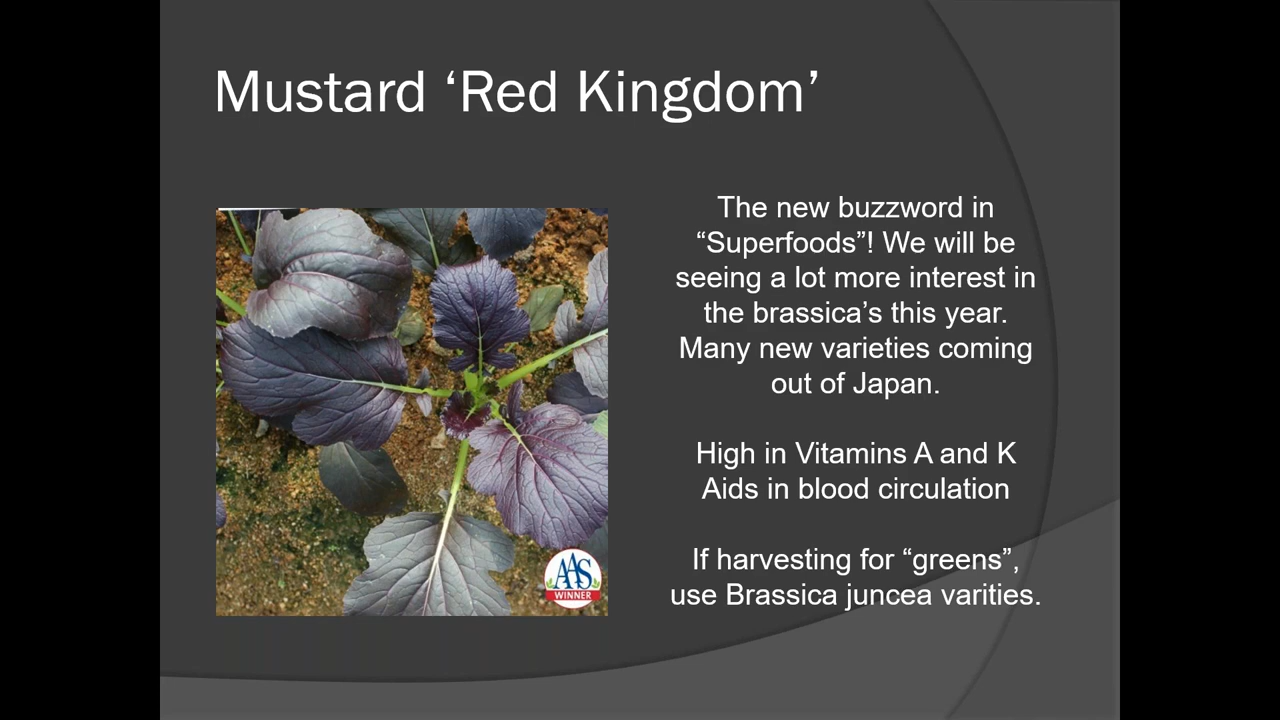 Mustard ‘Red Kingdom’
The new buzzword in
“Superfoods”! We will be
seeing a lot more interest in
the brassica’s this year.
Many new varieties coming
out of Japan.
High in Vitamins A and K
Aids in blood circulation
If harvesting for “greens”,
use Brassica juncea varities.
AAS
WINNER